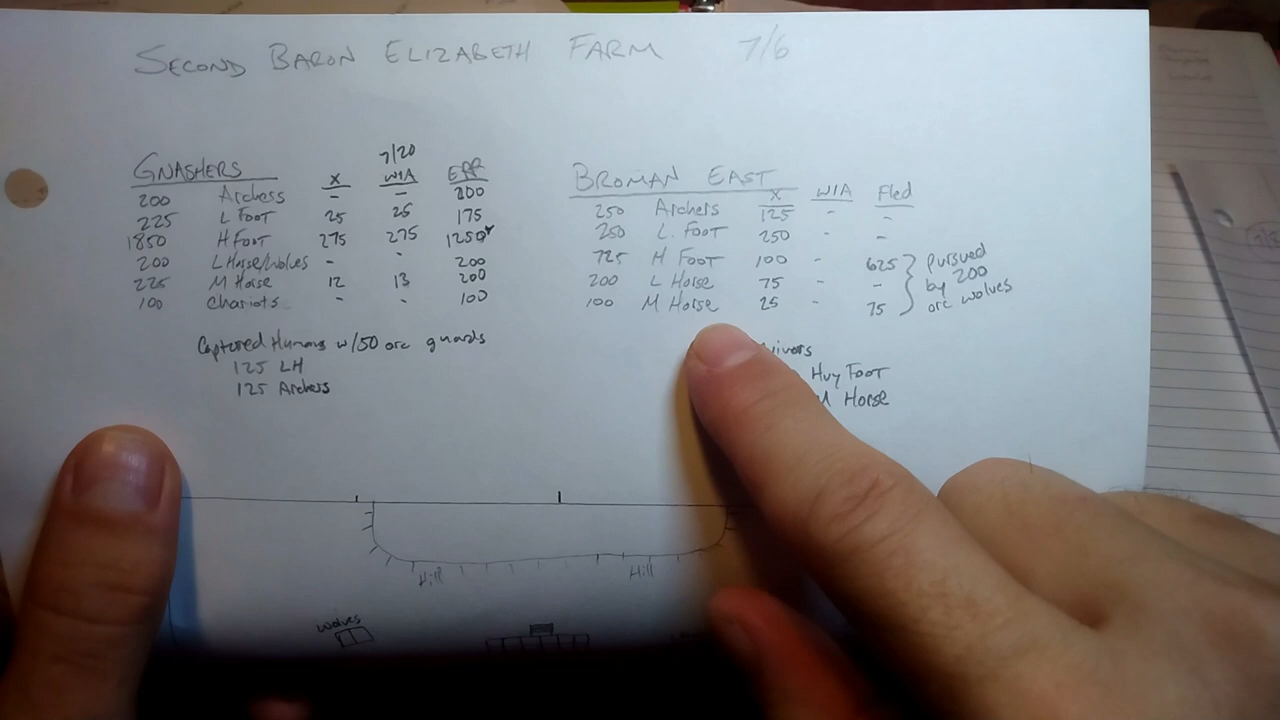 SECOND BARON ELIZABETH FARM 7/6
GNASHERS X 7/20 WIA EFF
200 Archers - - 200
225 L FOOT 25 25 175
1850 H FOOT 275 275 1250
200 L Horse/Wolves - - 200
225 M Horse 12 13 200
100 Chariots - - 100
Captured Humans w/50 orc guards
125 LH
125 Archers
BROMAN EAST X WIA Fled
250 Archers 125 - -
250 L. FOOT 250 - -
725 H FOOT 100 - 625
200 L Horse 75 - -
100 M Horse 25 - 75
pursued
by 200
orc wolves
vivors
Hvy FOOT
M Horse
Hill Hill
wolves